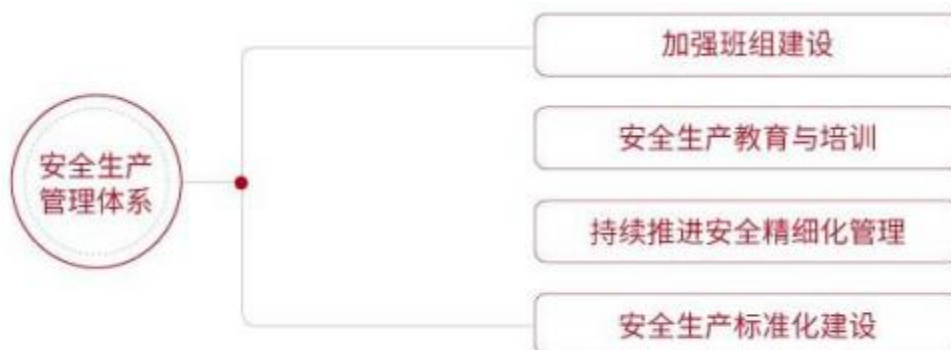 安全生产
管理体系
加强班组建设
安全生产教育与培训
持续推进安全精细化管理
安全生产标准化建设